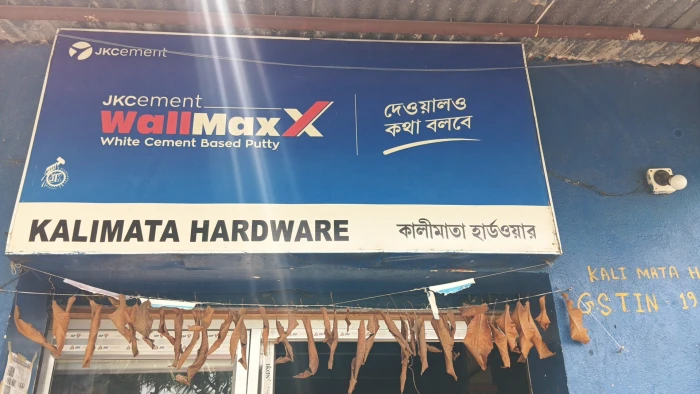 JKCement
JKCement
WallMaxX
White Cement Based Putty
দেওয়ালও
কথা বলবে
KALIMATA HARDWARE
কালীমাতা হার্ডওয়ার
KALI MATA H
GSTIN 19